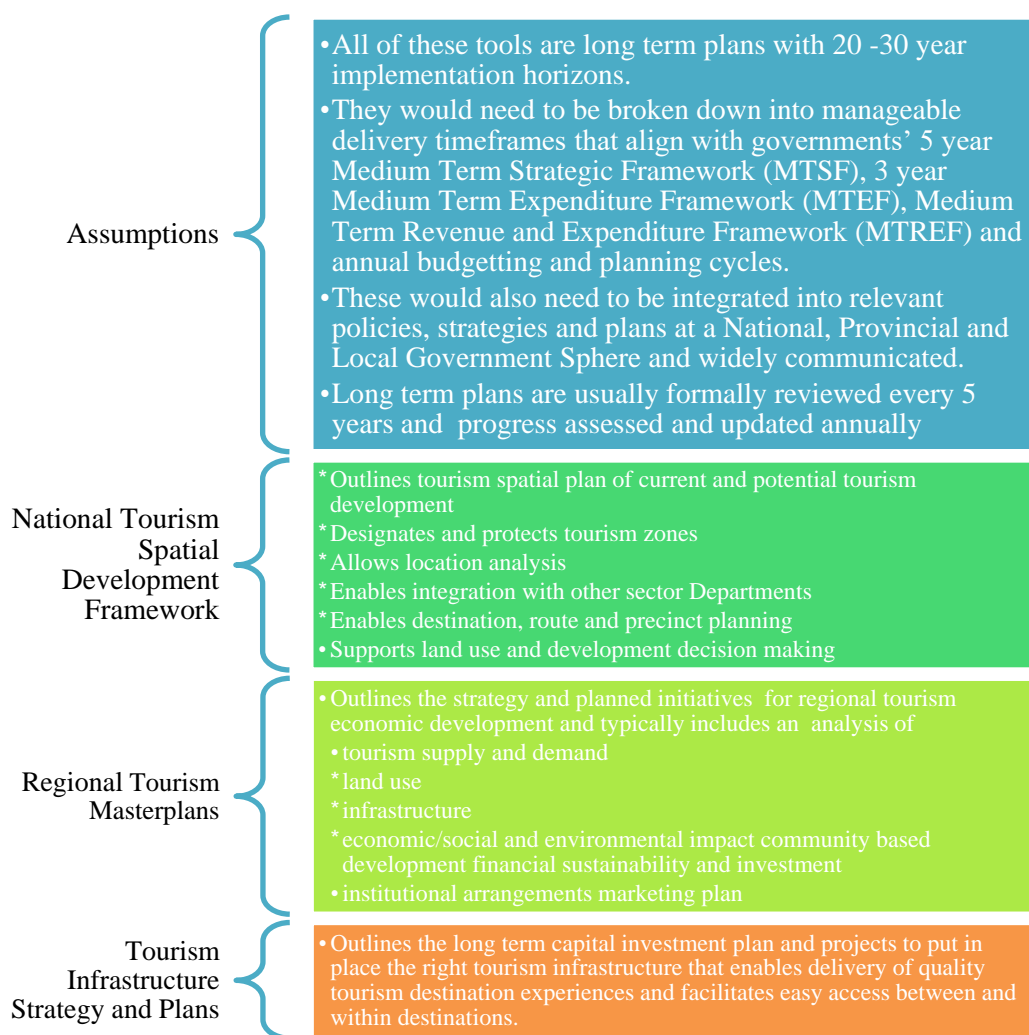 Assumptions
•All of these tools are long term plans with 20 -30 year
implementation horizons.
•They would need to be broken down into manageable
delivery timeframes that align with governments’ 5 year
Medium Term Strategic Framework (MTSF), 3 year
Medium Term Expenditure Framework (MTEF), Medium
Term Revenue and Expenditure Framework (MTREF) and
annual budgetting and planning cycles.
•These would also need to be integrated into relevant
policies, strategies and plans at a National, Provincial and
Local Government Sphere and widely communicated.
•Long term plans are usually formally reviewed every 5
years and progress assessed and updated annually
National Tourism
Spatial
Development
Framework
*Outlines tourism spatial plan of current and potential tourism
development
*Designates and protects tourism zones
*Allows location analysis
*Enables integration with other sector Departments
*Enables destination, route and precinct planning
•Supports land use and development decision making
Regional Tourism
Masterplans
•Outlines the strategy and planned initiatives for regional tourism
economic development and typically includes an analysis of
•tourism supply and demand
*land use
*infrastructure
*economic/social and environmental impact community based
development financial sustainability and investment
•institutional arrangements marketing plan
Tourism
Infrastructure
Strategy and Plans
•Outlines the long term capital investment plan and projects to put in
place the right tourism infrastructure that enables delivery of quality
tourism destination experiences and facilitates easy access between and
within destinations.